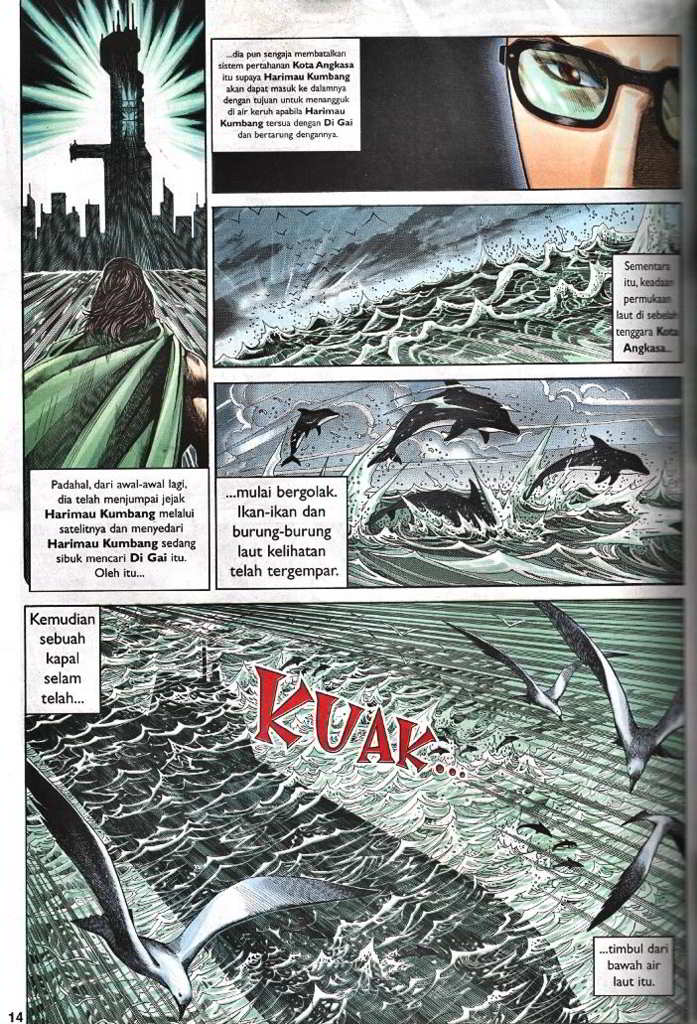 Padahal, dari awal-awal lagi,
dia telah menjumpai jejak
Harimau Kumbang melalui
satelitnya dan menyedari
Harimau Kumbang sedang
sibuk mencari Di Gai itu.
Oleh itu...
...dia pun sengaja membatalkan
sistem pertahanan Kota Angkasa
itu supaya Harimau Kumbang
akan dapat masuk ke dalamnya
dengan tujuan untuk menangguk
di air keruh apabila Harimau
Kumbang tersua dengan Di Gai
dan bertarung dengannya.
Sementara
itu, keadaan
permukaan
laut di sebelah
tenggara Kota
Angkasa...
...mulai bergolak.
Ikan-ikan dan
burung-burung
laut kelihatan
telah tergempar.
Kemudian
sebuah
kapal
selam
telah...
KUAK...
...timbul dari
bawah air
laut itu.
14